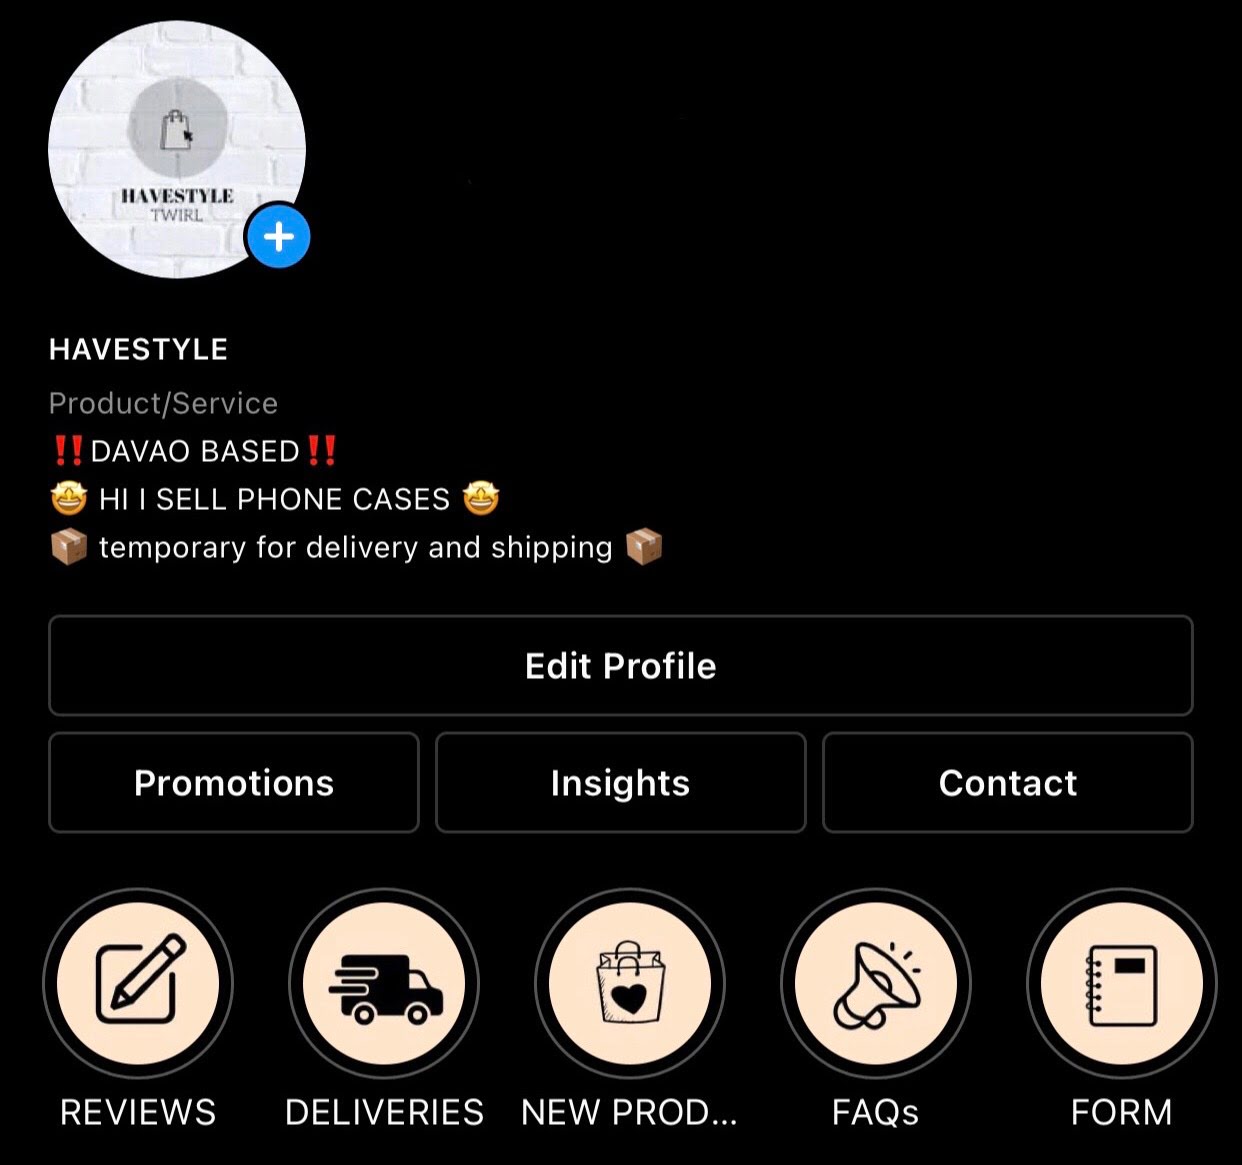 HAVESTYLE
TWIRL
HAVESTYLE
Product/Service
‼️DAVAO BASED‼️
🤩 HI I SELL PHONE CASES 🤩
📦 temporary for delivery and shipping 📦
Edit Profile
Promotions Insights Contact
REVIEWS DELIVERIES NEW PROD... FAQs FORM